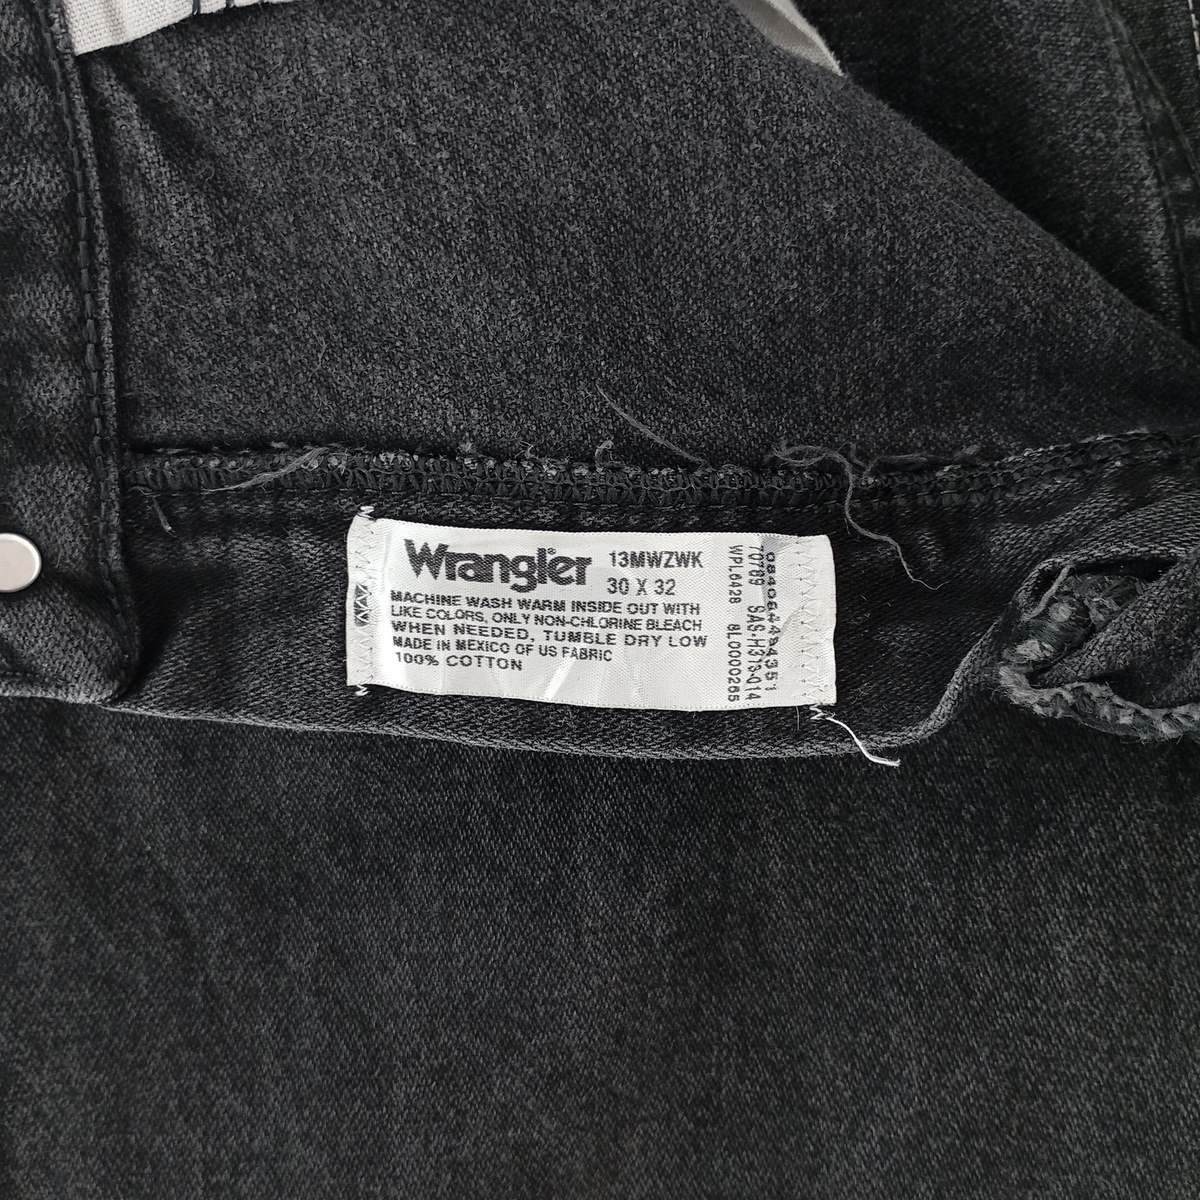 Wrangler
13MWZWK
30 X 32
MACHINE WASH WARM INSIDE OUT WITH
LIKE COLORS, ONLY NON-CHLORINE BLEACH
WHEN NEEDED, TUMBLE DRY LOW
MADE IN MEXICO OF US FABRIC
100% COTTON
70789 SAS-H31S-014
WPL6428 8L0000265